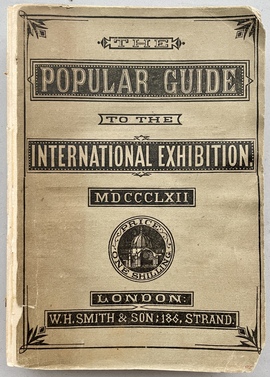 THE
POPULAR GUIDE
TO THE
INTERNATIONAL EXHIBITION.
MDCCCLXII
PRICE
ONE SHILLING
LONDON:
W.H. SMITH & SON; 186, STRAND.